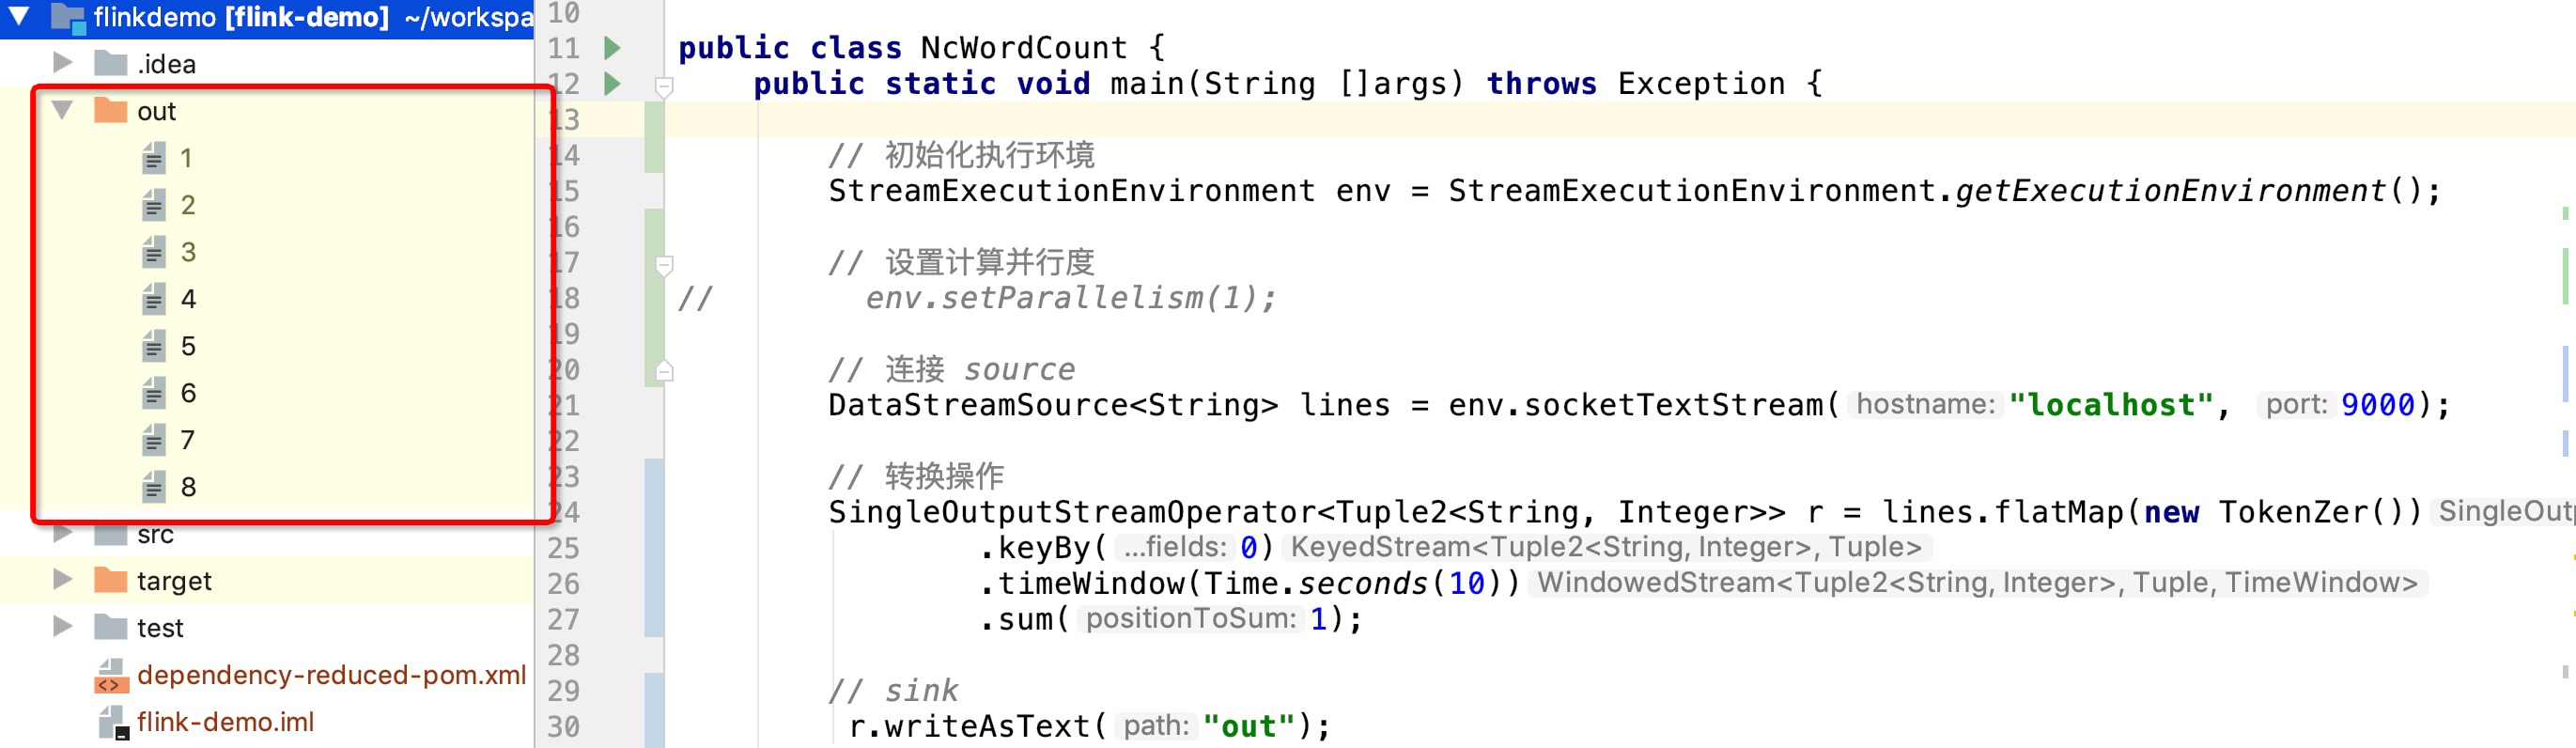 flinkdemo [flink-demo] ~/workspa
.idea
out
1
2
3
4
5
6
7
8
src
target
test
dependency-reduced-pom.xml
flink-demo.iml
10
11 public class NcWordCount {
12 public static void main(String []args) throws Exception {
13
14 // 初始化执行环境
15 StreamExecutionEnvironment env = StreamExecutionEnvironment.getExecutionEnvironment();
16
17 // 设置计算并行度
18 // env.setParallelism(1);
19
20 // 连接 source
21 DataStreamSource<String> lines = env.socketTextStream( hostname: "localhost", port: 9000);
22
23 // 转换操作
24 SingleOutputStreamOperator<Tuple2<String, Integer>> r = lines.flatMap(new TokenZer()) SingleOutp
25 .keyBy( ...fields: 0) KeyedStream<Tuple2<String, Integer>, Tuple>
26 .timeWindow(Time.seconds(10)) WindowedStream<Tuple2<String, Integer>, Tuple, TimeWindow>
27 .sum( positionToSum: 1);
28
29 // sink
30 r.writeAsText( path: "out");